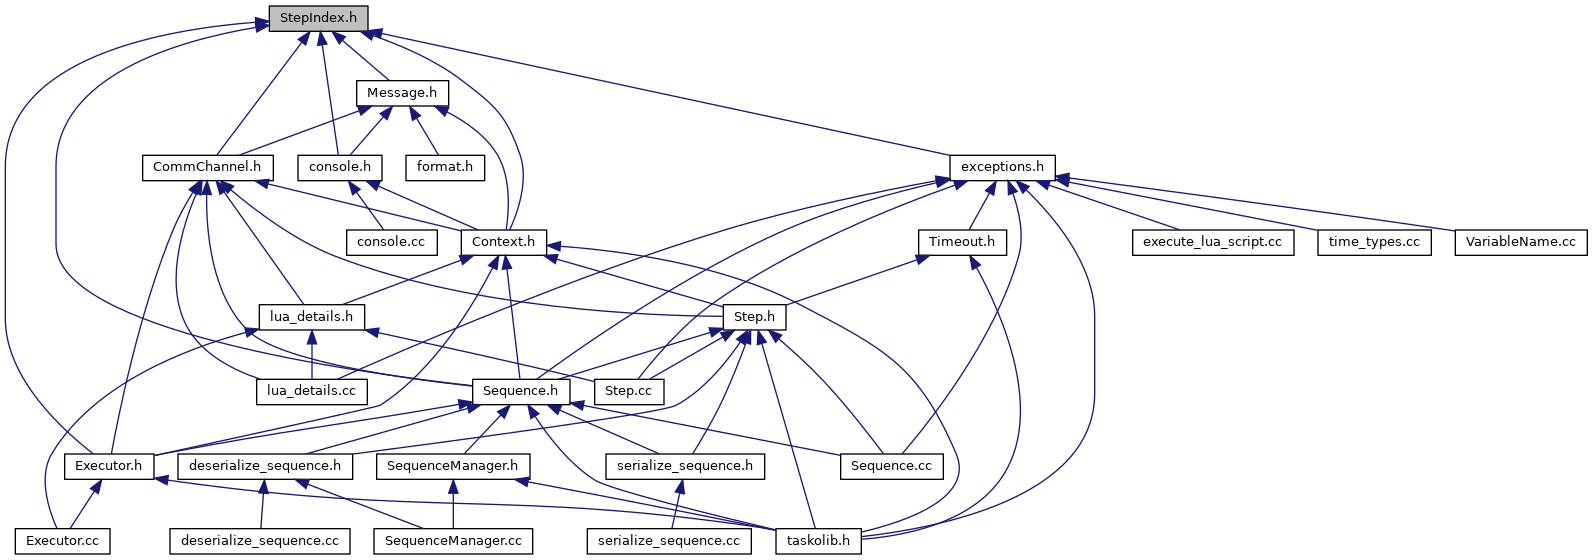 StepIndex.h
Message.h
CommChannel.h
console.h
format.h
exceptions.h
console.cc
Context.h
Timeout.h
execute_lua_script.cc
time_types.cc
VariableName.cc
lua_details.h
Step.h
lua_details.cc
Sequence.h
Step.cc
Executor.h
deserialize_sequence.h
SequenceManager.h
serialize_sequence.h
Sequence.cc
Executor.cc
deserialize_sequence.cc
SequenceManager.cc
serialize_sequence.cc
taskolib.h